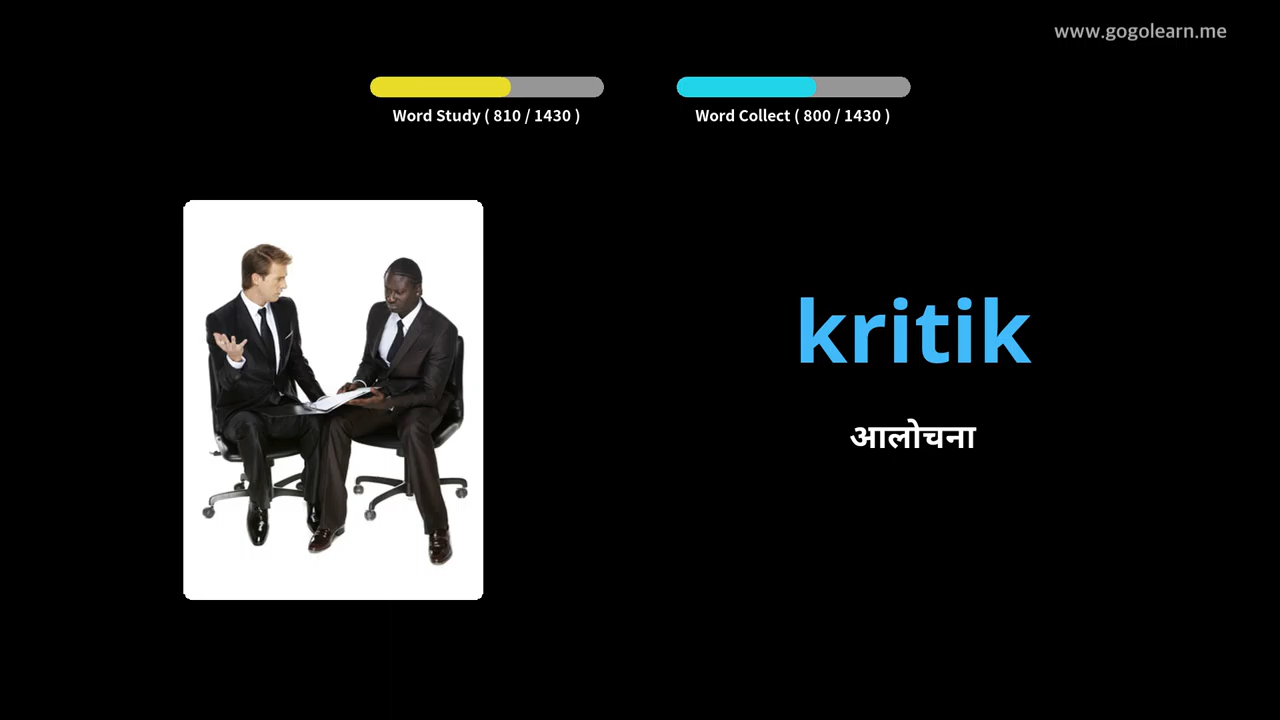 www.gogolearn.me
Word Study ( 810 / 1430 )
Word Collect ( 800 / 1430 )
kritik
आलोचना